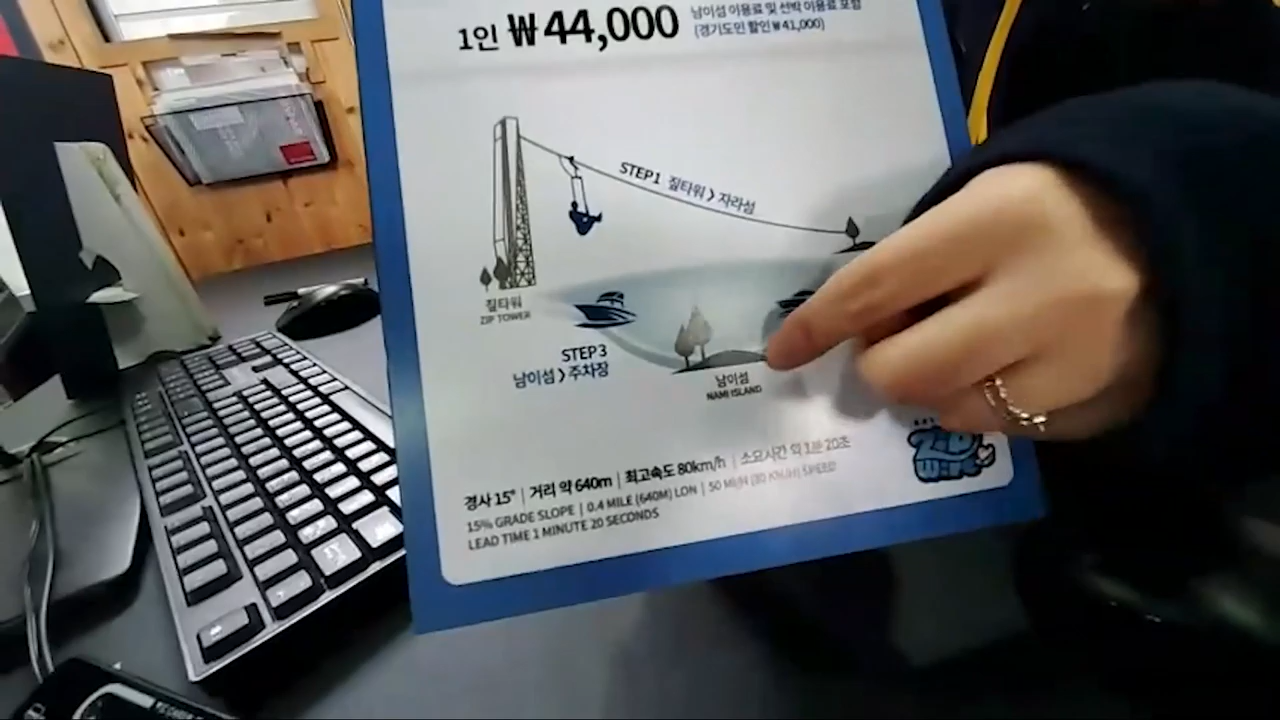 1인 ₩44,000
남이섬 이용료 및 선박 이용료 포함
(경기도민 할인 ₩41,000)
STEP1 짚타워 > 자라섬
짚타워
ZIP TOWER
STEP3
남이섬 > 주차장
남이섬
NAMI ISLAND
경사 15° | 거리 약 640m | 최고속도 80km/h | 소요시간 약 1분 20초
15% GRADE SLOPE | 0.4 MILE (640M) LON | 50 MI/H (80 KM/H) SPEED
LEAD TIME 1 MINUTE 20 SECONDS